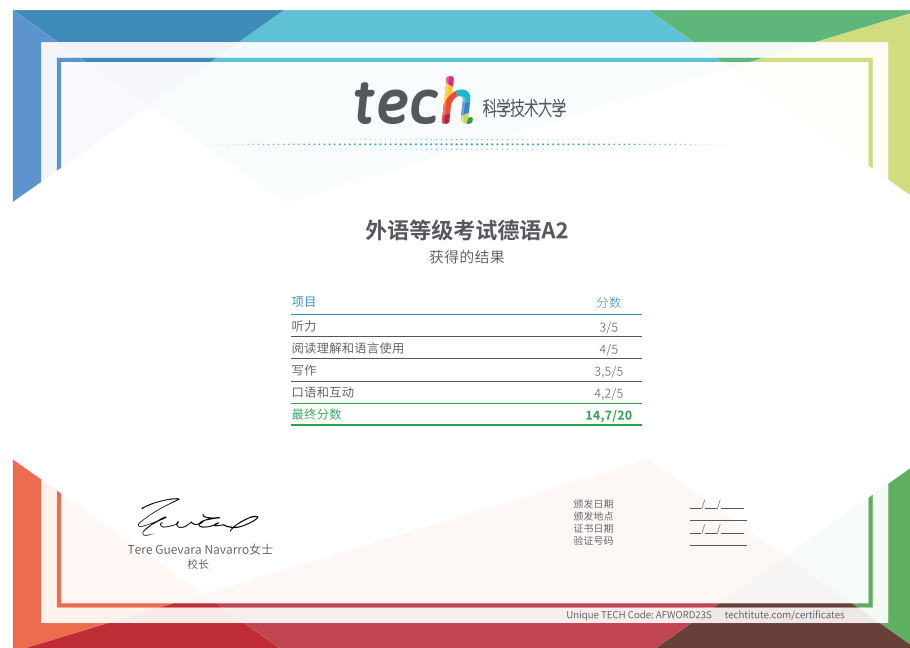 tech 科学技术大学
外语等级考试德语A2
获得的结果
项目 分数
听力 3/5
阅读理解和语言使用 4/5
写作 3,5/5
口语和互动 4,2/5
最终分数 14,7/20
颁发日期 __/__/____
颁发地点 __________
证书日期 __/__/____
验证号码 __________
Tere Guevara Navarro女士
校长
Unique TECH Code: AFWORD23S techtitute.com/certificates